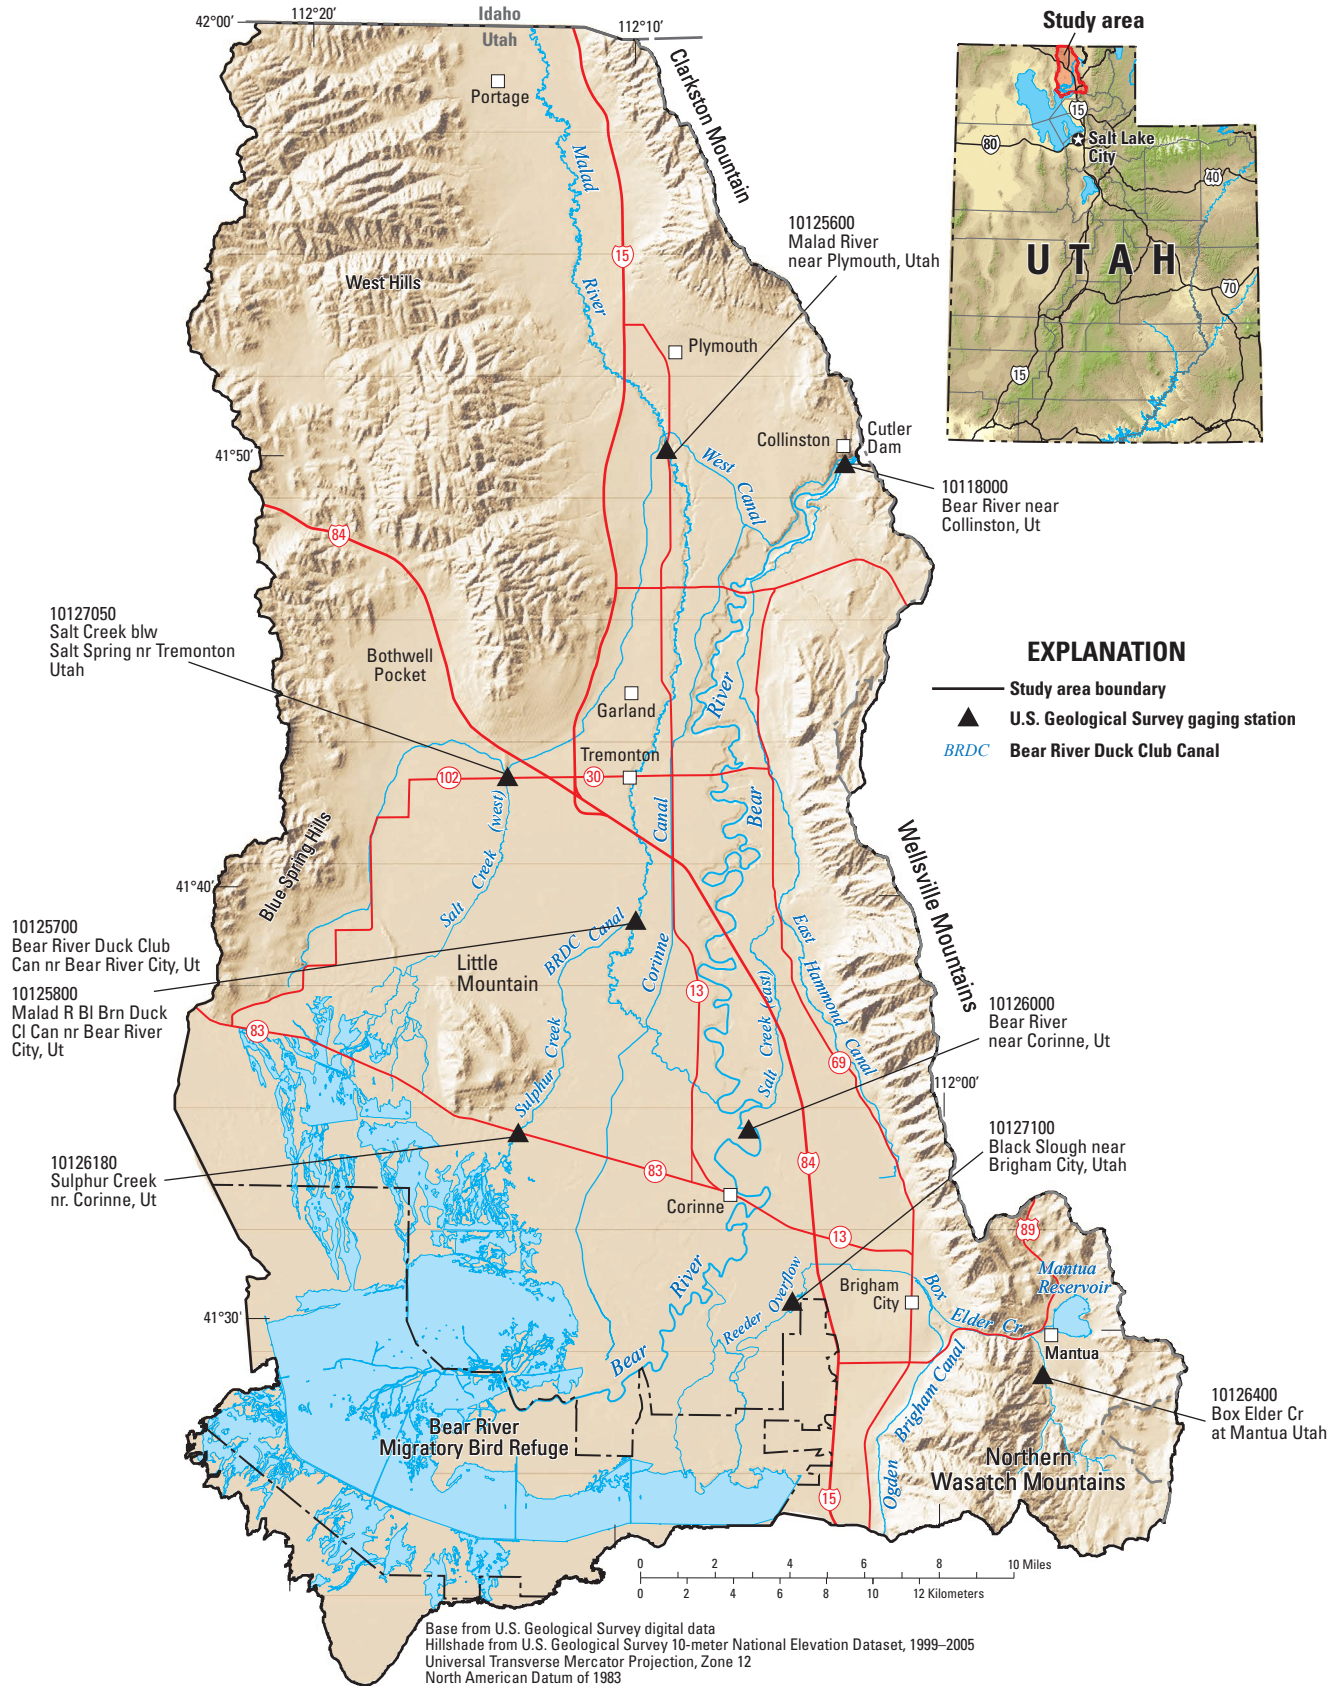 Study area
42°00'
112°20'
Idaho
Utah
112°10'
Clarkston Mountain
Portage
Malad
River
15
80
Salt Lake
City
40
UTAH
70
15
10125600
Malad River
near Plymouth, Utah
West Hills
15
Plymouth
Collinston
Cutler
Dam
41°50'
West
Canal
10118000
Bear River near
Collinston, Ut
84
10127050
Salt Creek blw
Salt Spring nr Tremonton
Utah
Bothwell
Pocket
EXPLANATION
Study area boundary
U.S. Geological Survey gaging station
BRDC
Bear River Duck Club Canal
Garland
River
Tremonton
102
30
Bear
Canal
Salt Creek (west)
Blue Spring Hills
41°40'
Wellsville Mountains
10125700
Bear River Duck Club
Can nr Bear River City, Ut
10125800
Malad R Bl Brn Duck
Cl Can nr Bear River
City, Ut
BRDC Canal
Corinne
Little
Mountain
East Hammond Canal
13
Salt Creek (east)
10126000
Bear River
near Corinne, Ut
83
Sulphur Creek
69
112°00'
10127100
Black Slough near
Brigham City, Utah
10126180
Sulphur Creek
nr. Corinne, Ut
83
84
Corinne
13
89
Mantua
Reservoir
River
Reeder Overflow
Brigham
City
Box Elder Cr
41°30'
Bear
Mantua
Bear River
Migratory Bird Refuge
Ogden Brigham Canal
10126400
Box Elder Cr
at Mantua Utah
Northern
Wasatch Mountains
15
0 2 4 6 8 10 Miles
0 2 4 6 8 10 12 Kilometers
Base from U.S. Geological Survey digital data
Hillshade from U.S. Geological Survey 10-meter National Elevation Dataset, 1999–2005
Universal Transverse Mercator Projection, Zone 12
North American Datum of 1983